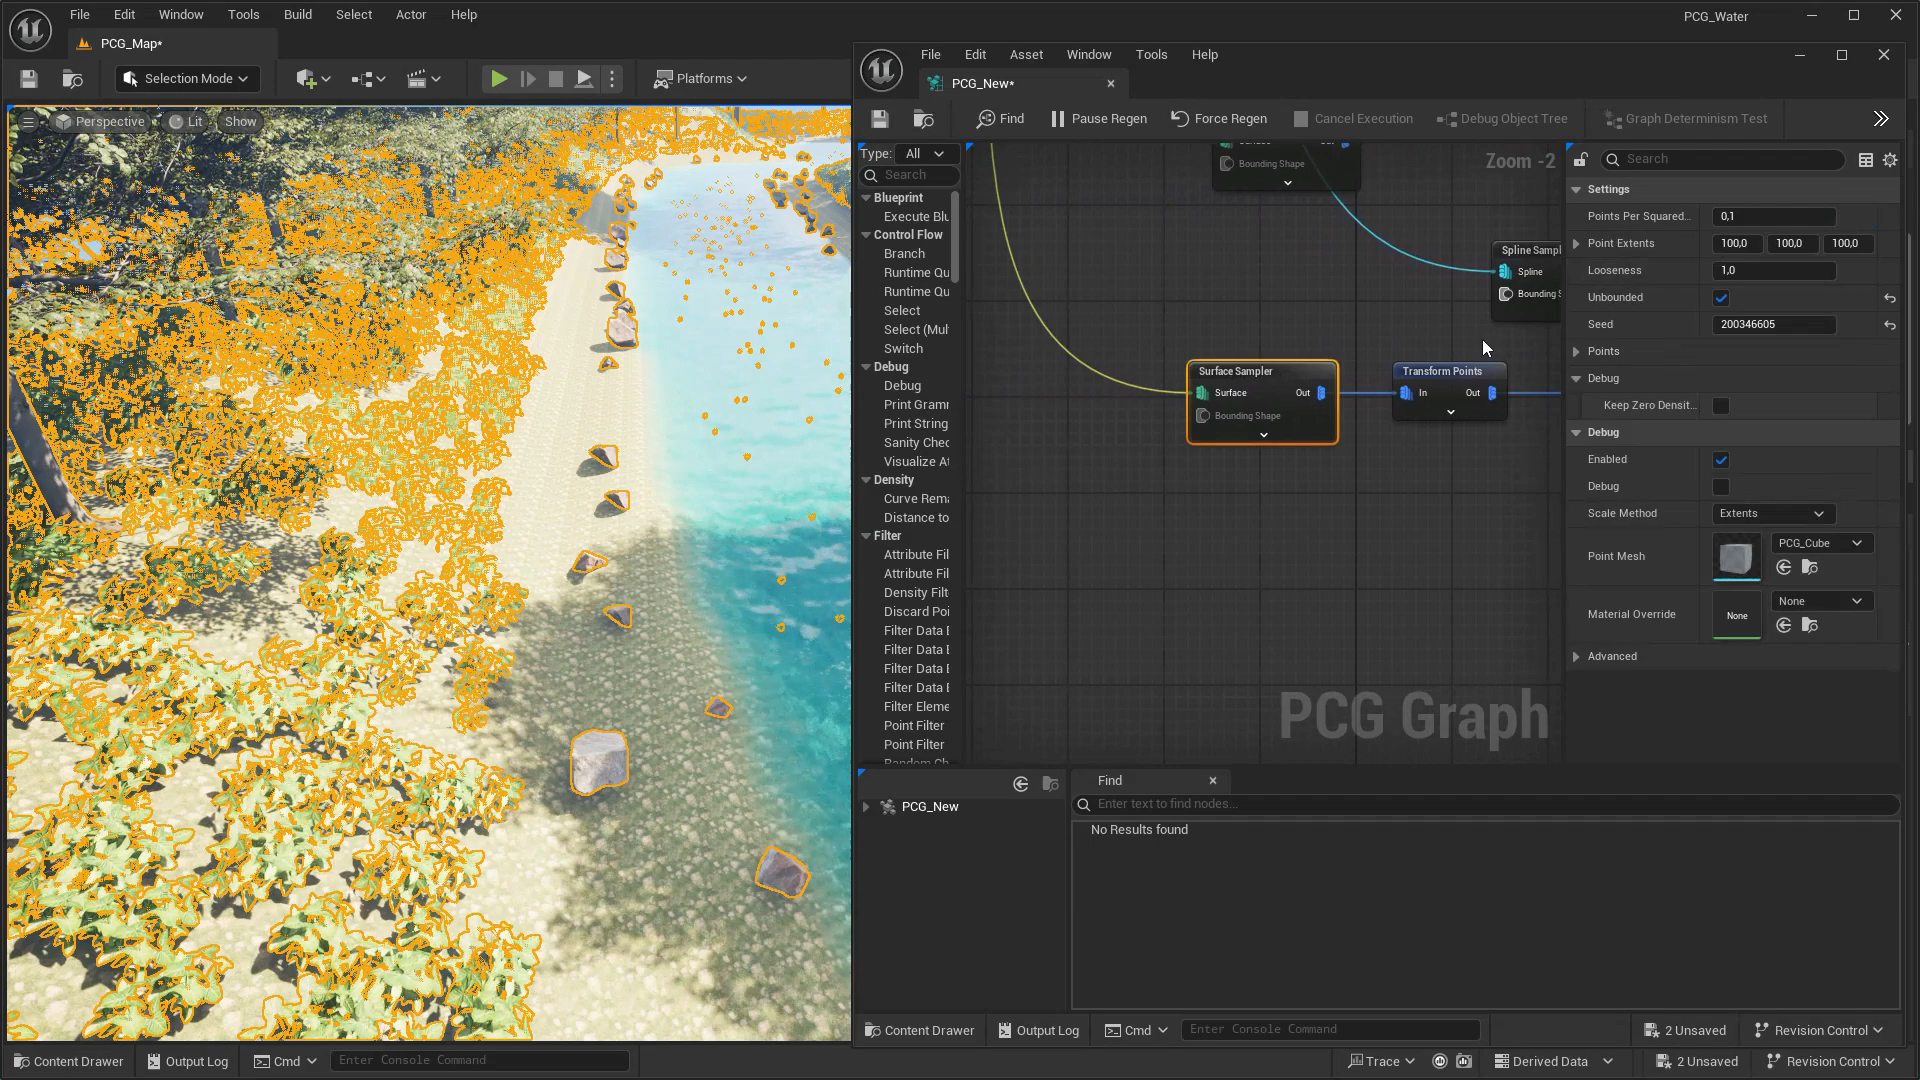 File Edit Window Tools Build Select Actor Help
PCG_Water
PCG_Map*
Selection Mode
Platforms
Perspective Lit Show
File Edit Asset Window Tools Help
PCG_New*
Find Pause Regen Force Regen Cancel Execution Debug Object Tree Graph Determinism Test
Type: All
Search
Blueprint
Execute Blu
Control Flow
Branch
Runtime Qu
Runtime Qu
Select
Select (Mul
Switch
Debug
Debug
Print Gramm
Print String
Sanity Chec
Visualize At
Density
Curve Rema
Distance to
Filter
Attribute Fil
Attribute Fil
Density Filt
Discard Poi
Filter Data B
Filter Data B
Filter Data B
Filter Data B
Filter Eleme
Point Filter
Point Filter
Bounding Shape
Zoom -2
Spline Sampl
Spline
Bounding S
Surface Sampler
Surface Out
Bounding Shape
Transform Points
In Out
PCG Graph
Search
Settings
Points Per Squared... 0,1
Point Extents 100,0 100,0 100,0
Looseness 1,0
Unbounded
Seed 200346605
Points
Debug
Keep Zero Densit...
Debug
Enabled
Debug
Scale Method Extents
Point Mesh PCG_Cube
Material Override None None
Advanced
PCG_New
Find
Enter text to find nodes...
No Results found
Content Drawer Output Log Cmd Enter Console Command 2 Unsaved Revision Control
Content Drawer Output Log Cmd Enter Console Command Trace Derived Data 2 Unsaved Revision Control